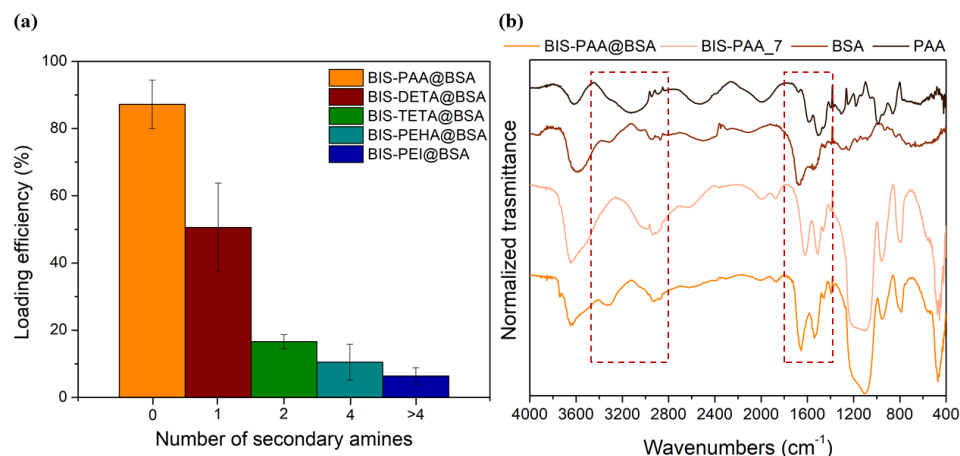 (a)
Loading efficiency (%)
100
80
60
40
20
0
BIS-PAA@BSA
BIS-DETA@BSA
BIS-TETA@BSA
BIS-PEHA@BSA
BIS-PEI@BSA
0 1 2 4 >4
Number of secondary amines
(b)
BIS-PAA@BSA BIS-PAA_7 BSA PAA
Normalized trasmittance
4000 3600 3200 2800 2400 2000 1600 1200 800 400
Wavenumbers (cm⁻¹)